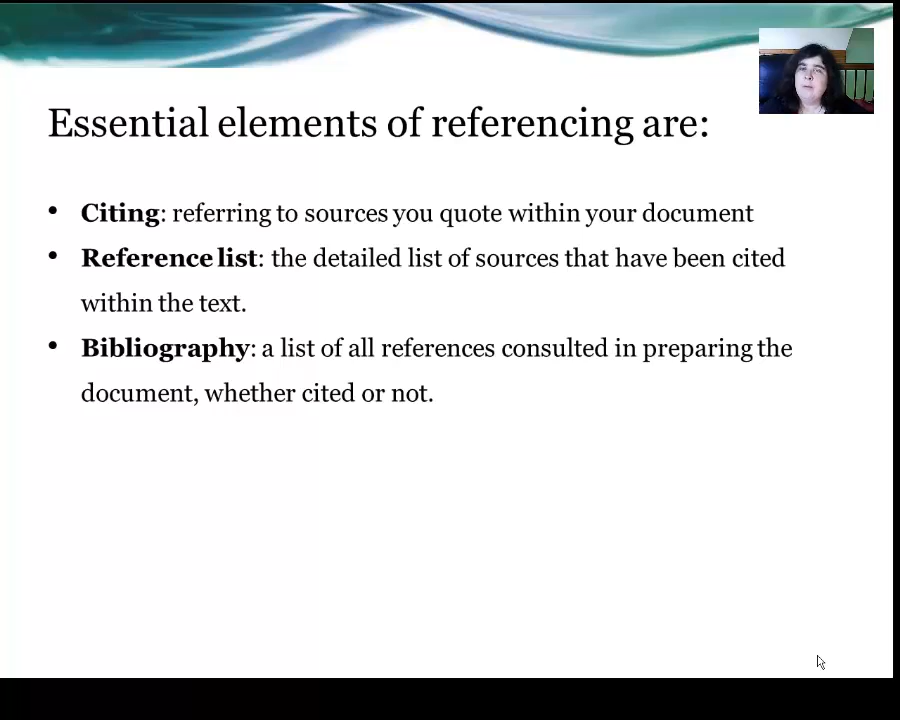 Essential elements of referencing are:
• Citing: referring to sources you quote within your document
• Reference list: the detailed list of sources that have been cited
within the text.
• Bibliography: a list of all references consulted in preparing the
document, whether cited or not.